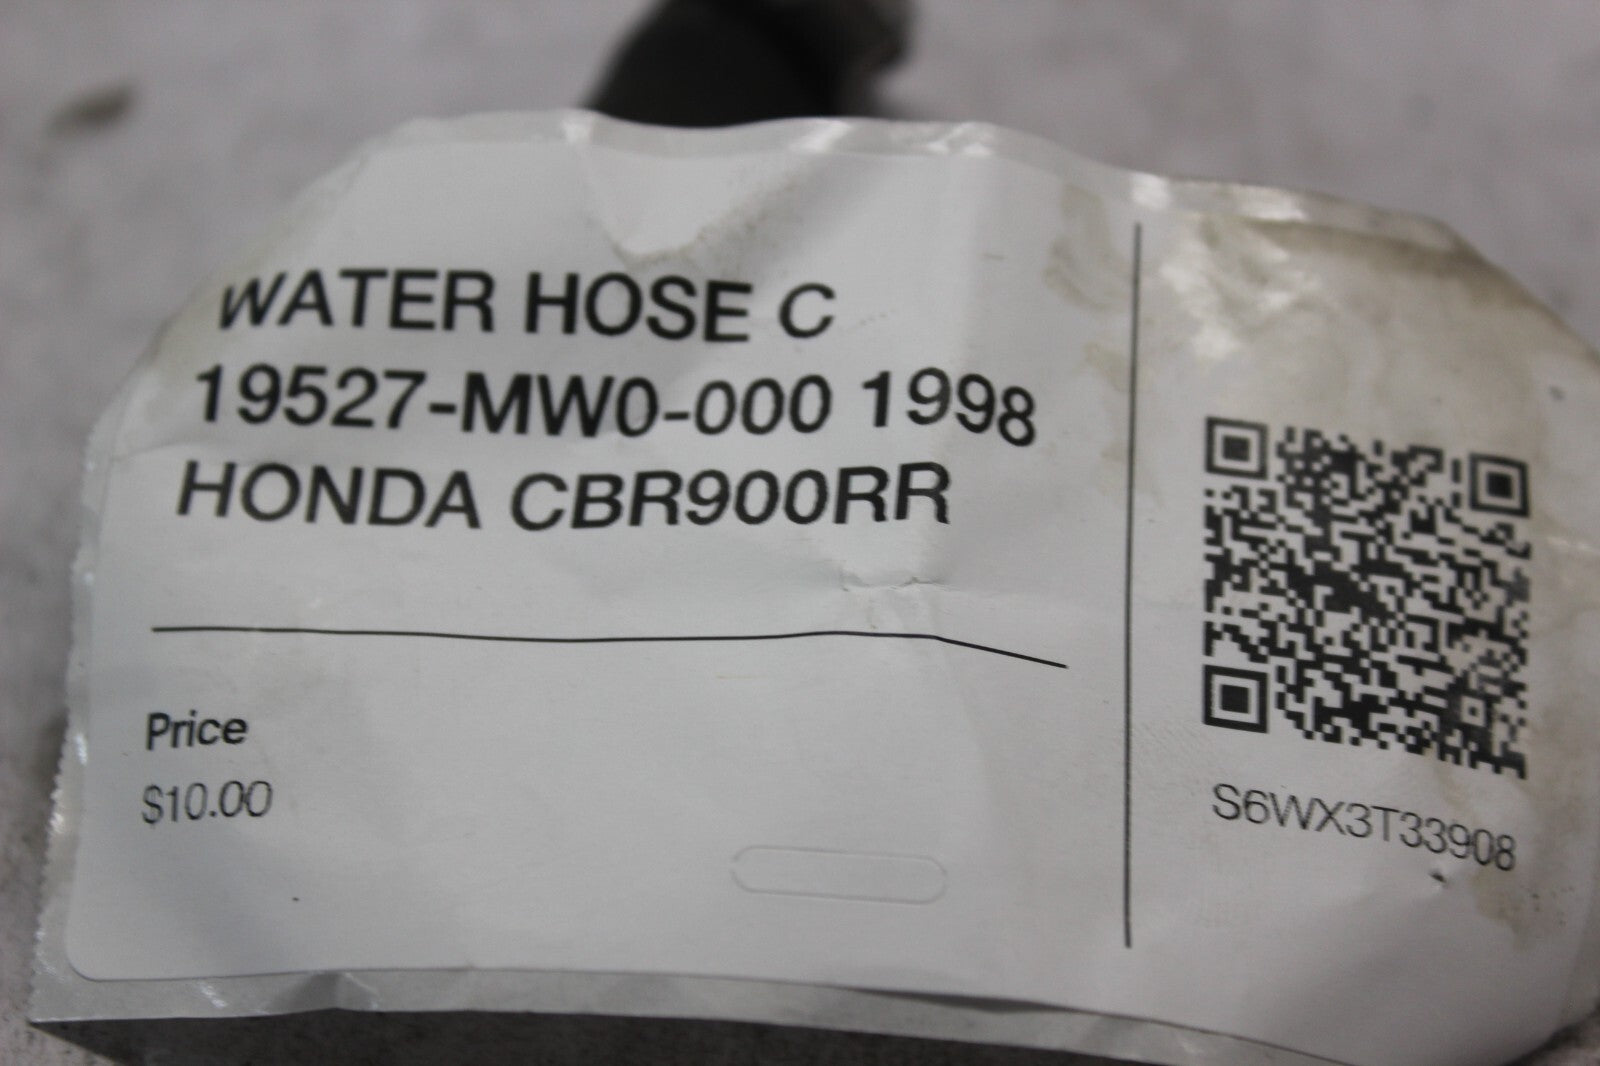 WATER HOSE C
19527-MW0-000 1998
HONDA CBR900RR
Price
$10.00
S6WX3T33908